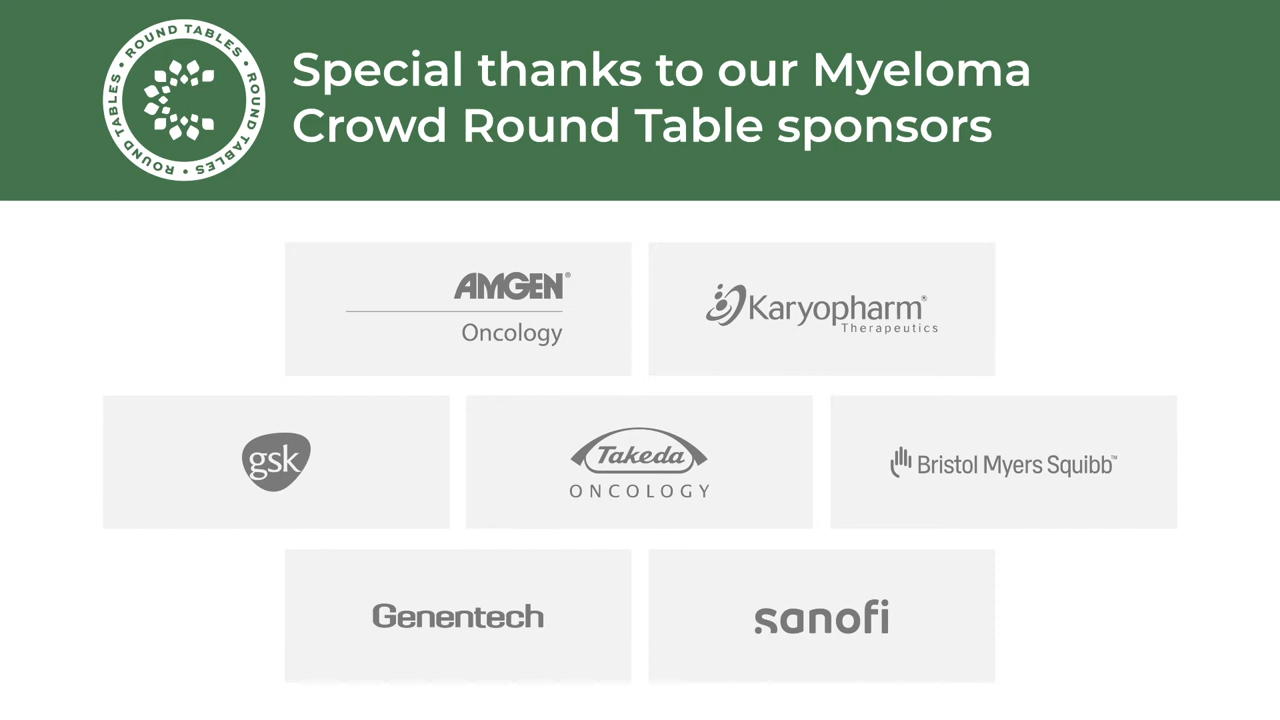 ROUND TABLES • ROUND TABLES • ROUND TABLES •
Special thanks to our Myeloma
Crowd Round Table sponsors
AMGEN®
Oncology
Karyopharm®
Therapeutics
gsk
Takeda
ONCOLOGY
Bristol Myers Squibb™
Genentech
sanofi